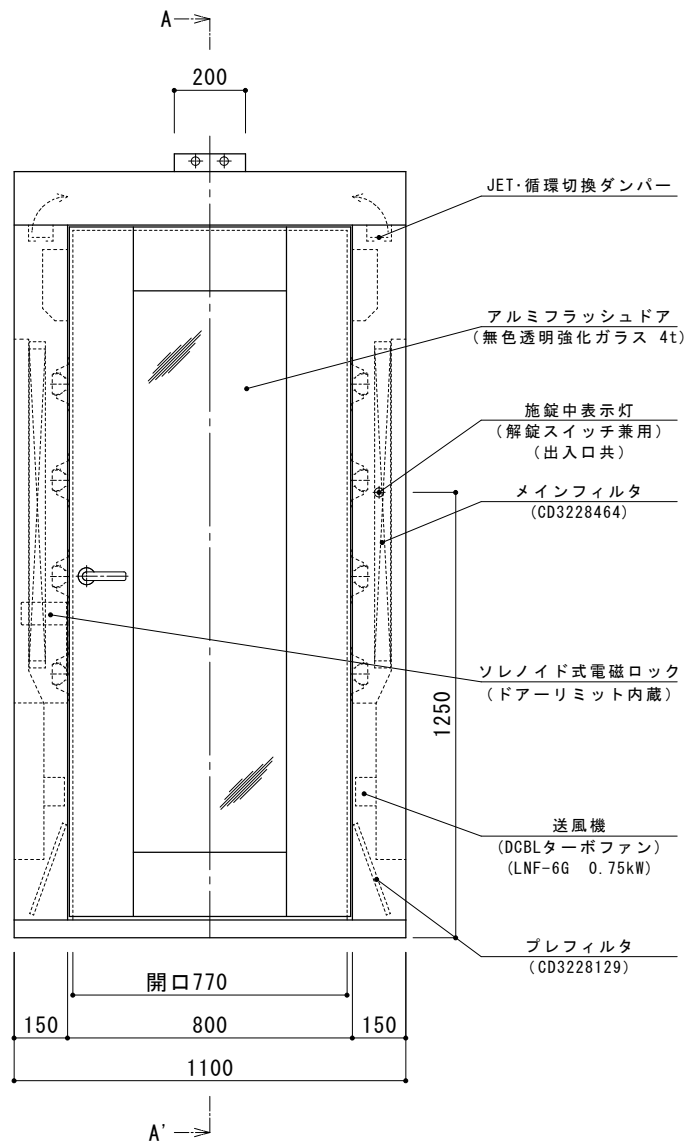 A
200
JET・循環切換ダンパー
アルミフラッシュドア
(無色透明強化ガラス 4t)
施錠中表示灯
(解錠スイッチ兼用)
(出入口共)
メインフィルタ
(CD3228464)
ソレノイド式電磁ロック
(ドアーリミット内蔵)
1250
送風機
(DCBLターボファン)
(LNF-6G 0.75kW)
プレフィルタ
(CD3228129)
開口770
150
800
150
1100
A'